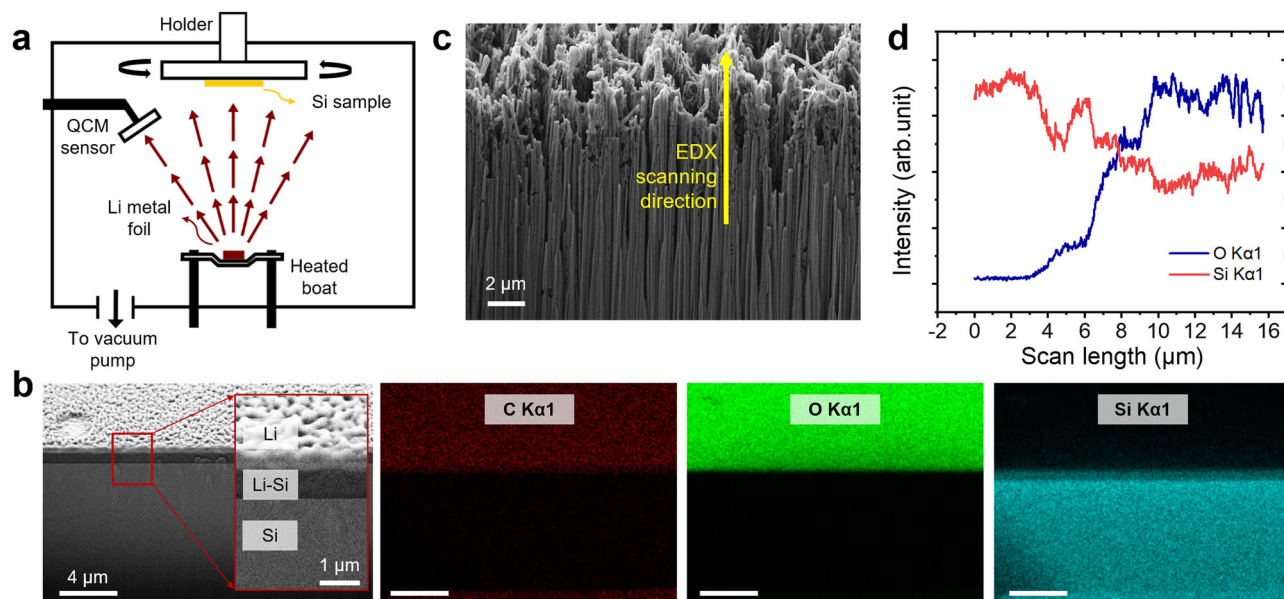 a
Holder
Si sample
QCM
sensor
Li metal
foil
Heated
boat
To vacuum
pump
c
EDX
scanning
direction
2 μm
d
Intensity (arb.unit)
O Kα1
Si Kα1
-2 0 2 4 6 8 10 12 14 16
Scan length (μm)
b
Li
Li-Si
Si
4 μm
1 μm
C Kα1
O Kα1
Si Kα1